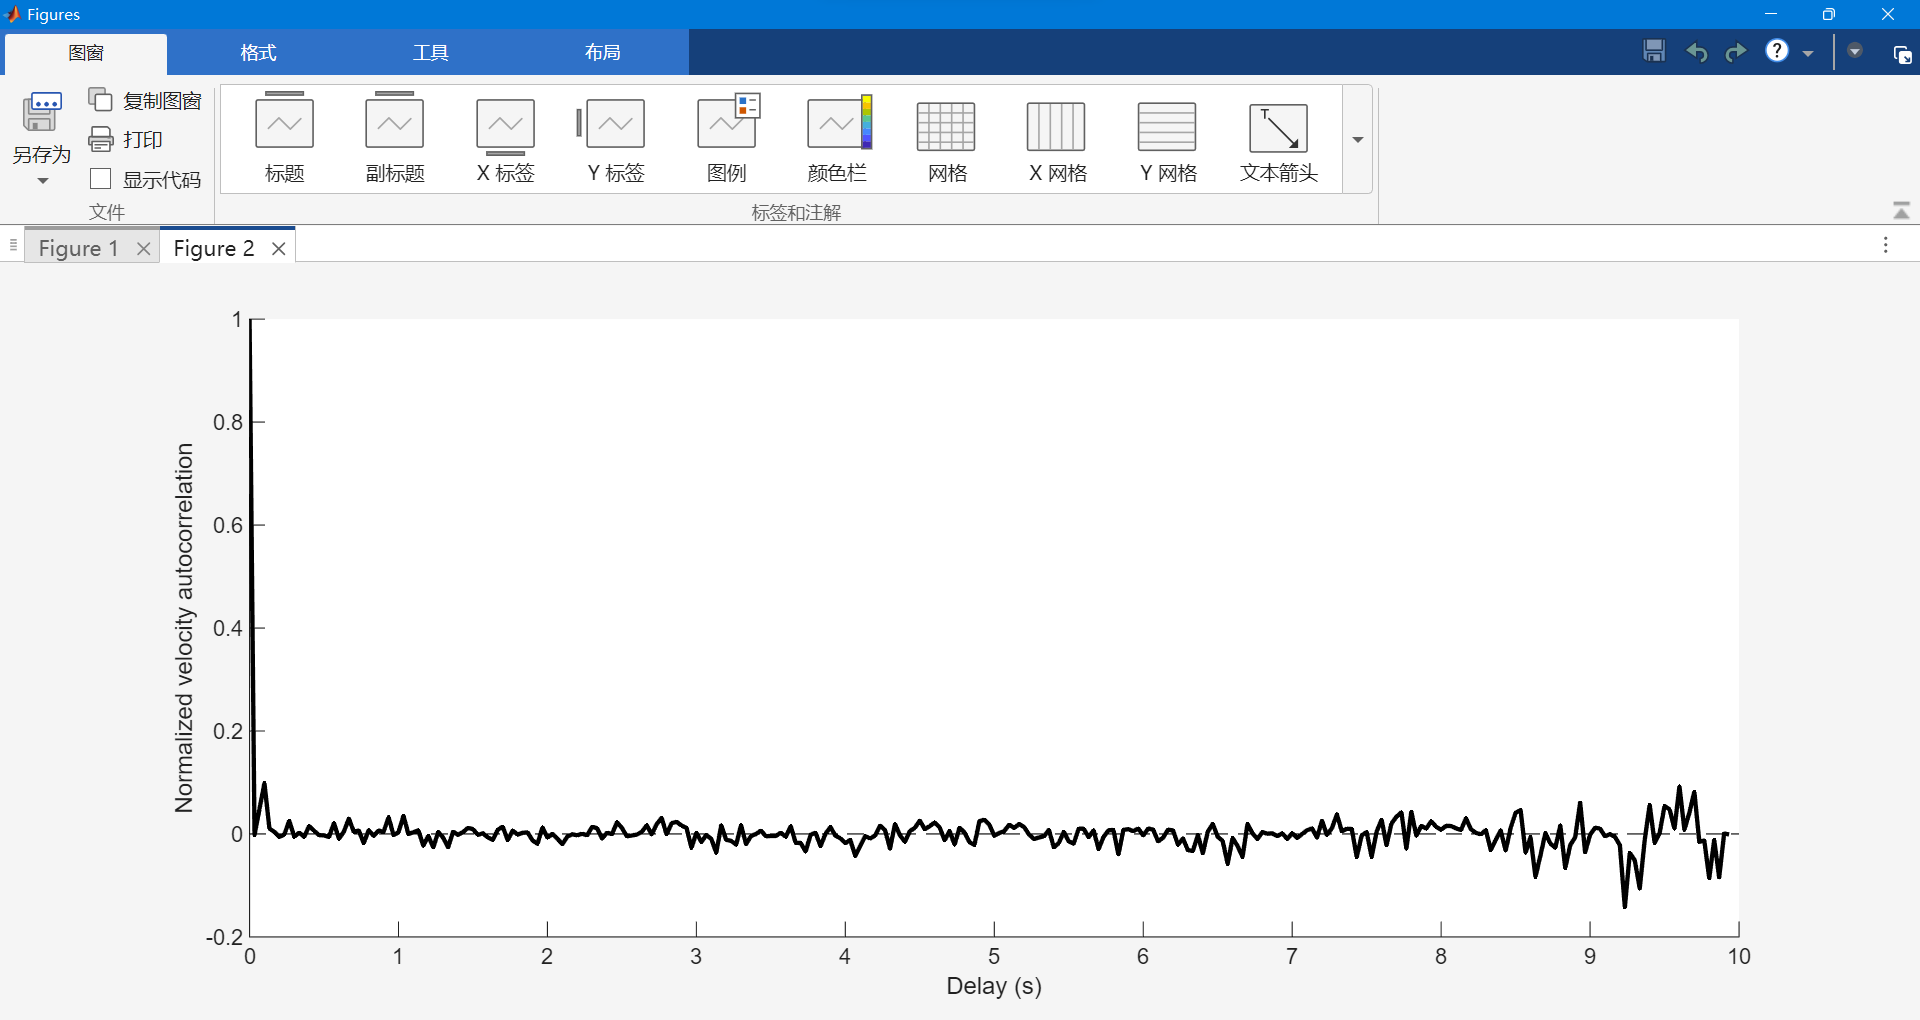 Figures
图窗
格式
工具
布局
?
另存为
复制图窗
打印
显示代码
文件
标题
副标题
X 标签
Y 标签
图例
颜色栏
网格
X 网格
Y 网格
T
文本箭头
标签和注解
Figure 1
Figure 2
Normalized velocity autocorrelation
1
0.8
0.6
0.4
0.2
0
-0.2
0 1 2 3 4 5 6 7 8 9 10
Delay (s)